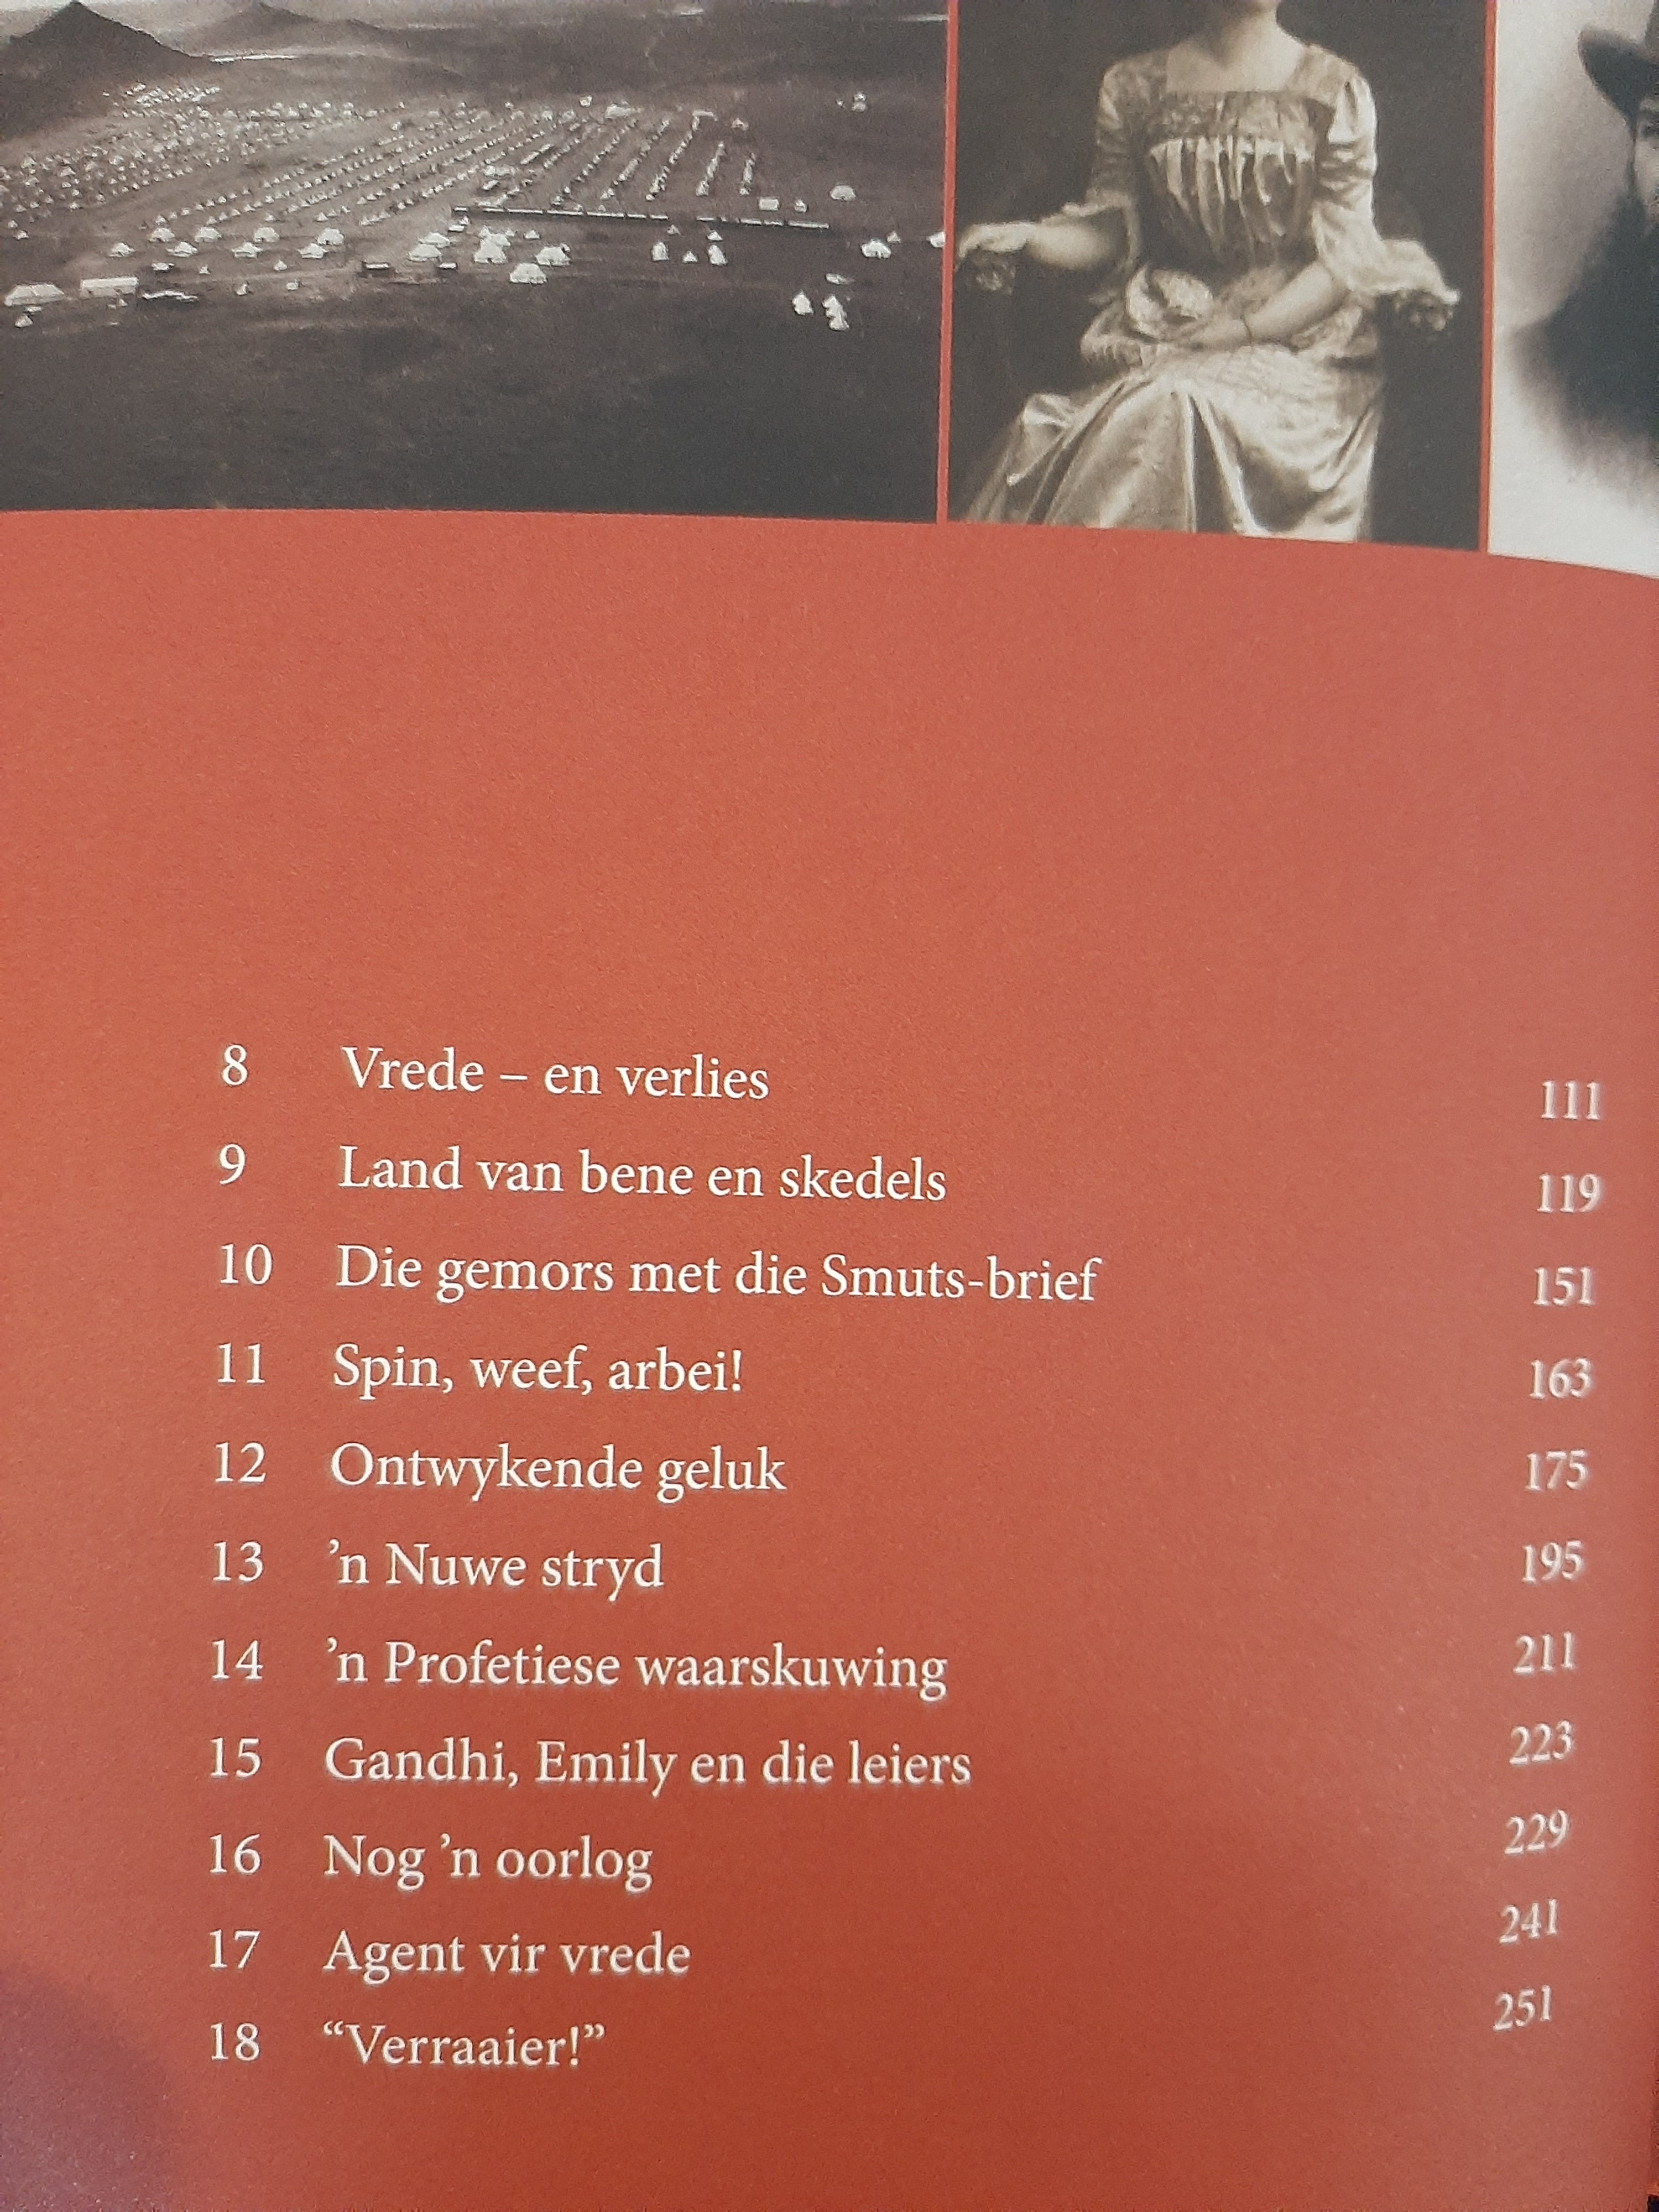 8 Vrede – en verlies 111
9 Land van bene en skedels 119
10 Die gemors met die Smuts-brief 151
11 Spin, weef, arbei! 163
12 Ontwykende geluk 175
13 ’n Nuwe stryd 195
14 ’n Profetiese waarskuwing 211
15 Gandhi, Emily en die leiers 223
16 Nog ’n oorlog 229
17 Agent vir vrede 241
18 “Verraaier!” 251